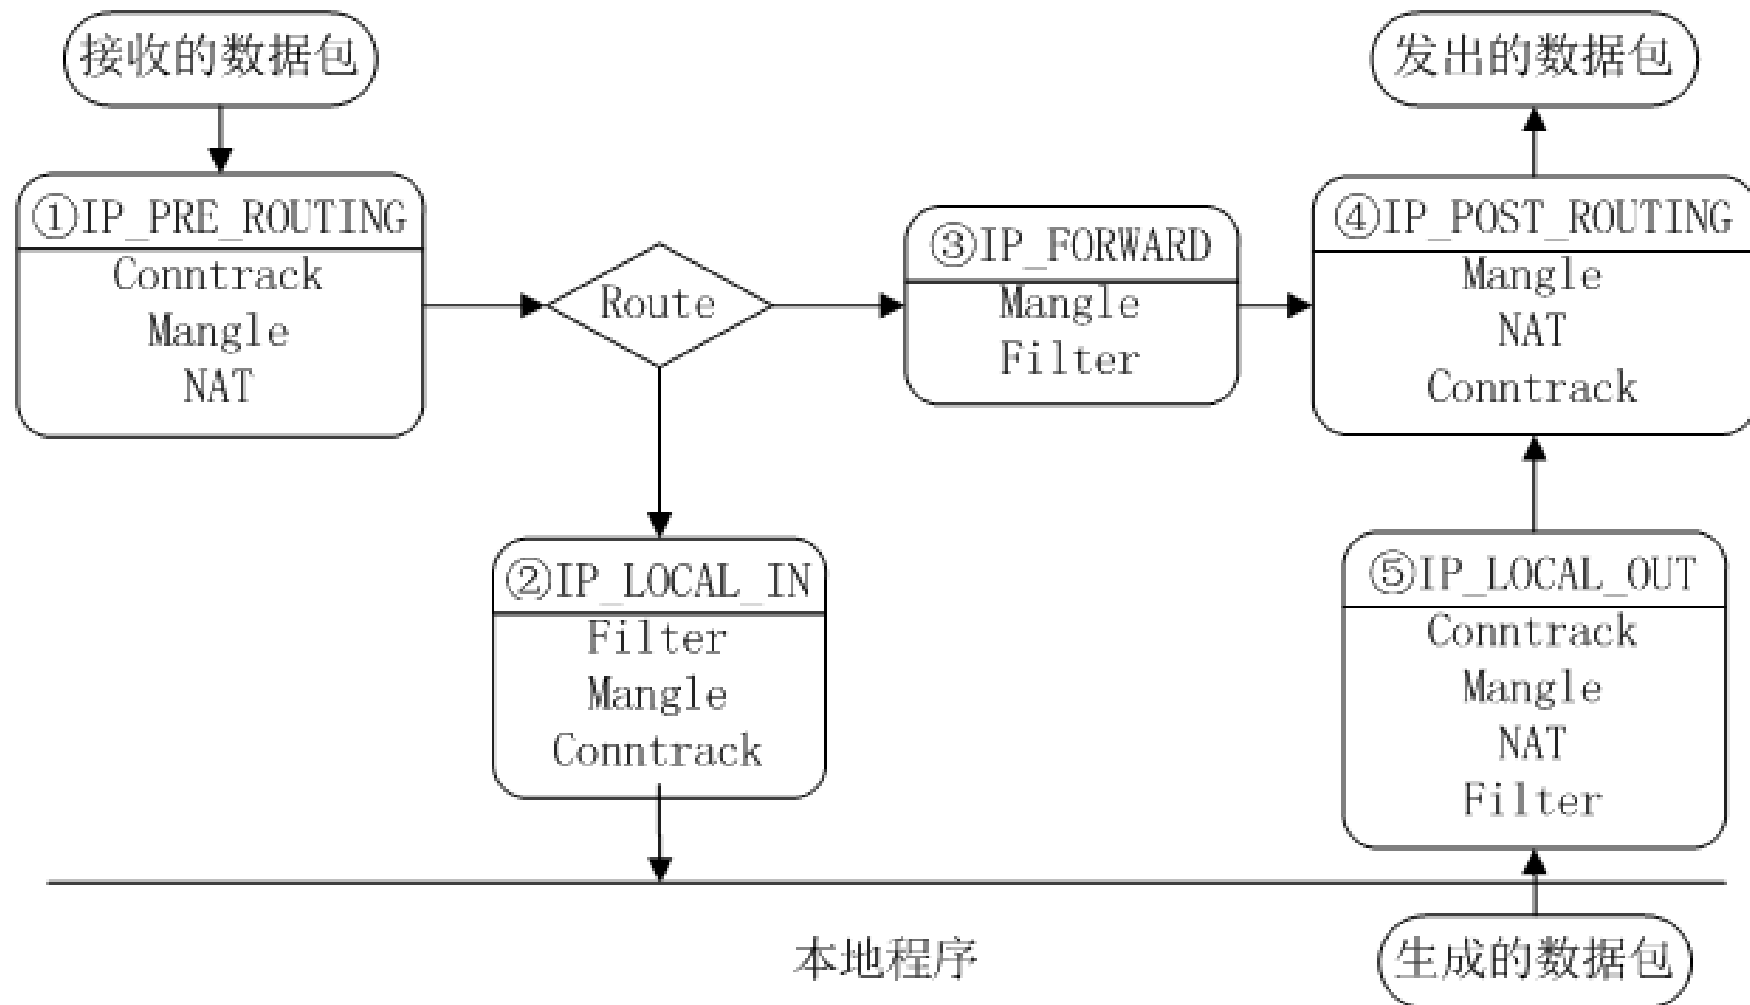 接收的数据包
发出的数据包
①IP_PRE_ROUTING
Conntrack
Mangle
NAT
Route
③IP_FORWARD
Mangle
Filter
④IP_POST_ROUTING
Mangle
NAT
Conntrack
②IP_LOCAL_IN
Filter
Mangle
Conntrack
⑤IP_LOCAL_OUT
Conntrack
Mangle
NAT
Filter
本地程序
生成的数据包